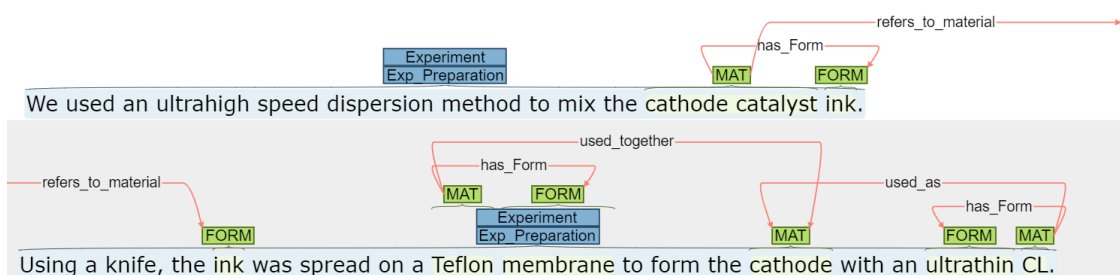 refers_to_material
Experiment
has_Form
Exp_Preparation
MAT
FORM
We used an ultrahigh speed dispersion method to mix the cathode catalyst ink.
used_together
refers_to_material
has_Form
used_as
MAT
FORM
has_Form
Experiment
FORM
Exp_Preparation
MAT
FORM
MAT
Using a knife, the ink was spread on a Teflon membrane to form the cathode with an ultrathin CL.